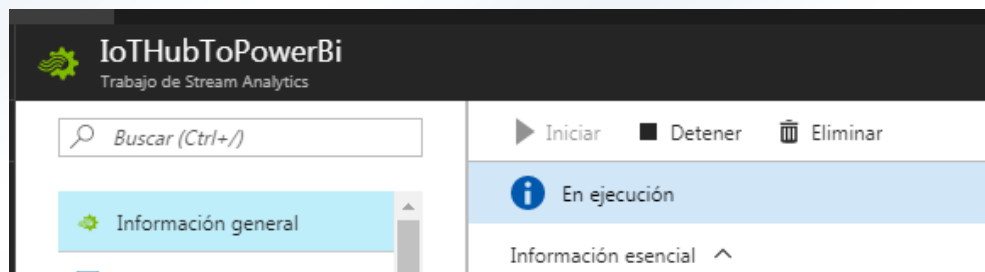 IoTHubToPowerBi
Trabajo de Stream Analytics
Buscar (Ctrl+/)
Iniciar Detener Eliminar
En ejecución
Información general
Información esencial